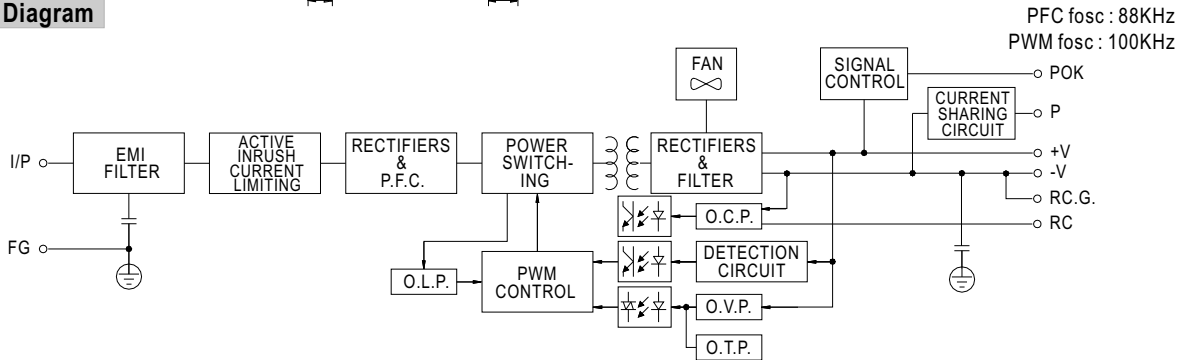 Diagram
PFC fosc : 88KHz
PWM fosc : 100KHz
FAN
SIGNAL
CONTROL
POK
CURRENT
SHARING
CIRCUIT
P
I/P
EMI
FILTER
ACTIVE
INRUSH
CURRENT
LIMITING
RECTIFIERS
&
P.F.C.
POWER
SWITCH-
ING
RECTIFIERS
&
FILTER
+V
-V
RC.G.
RC
O.C.P.
FG
DETECTION
CIRCUIT
O.L.P.
PWM
CONTROL
O.V.P.
O.T.P.